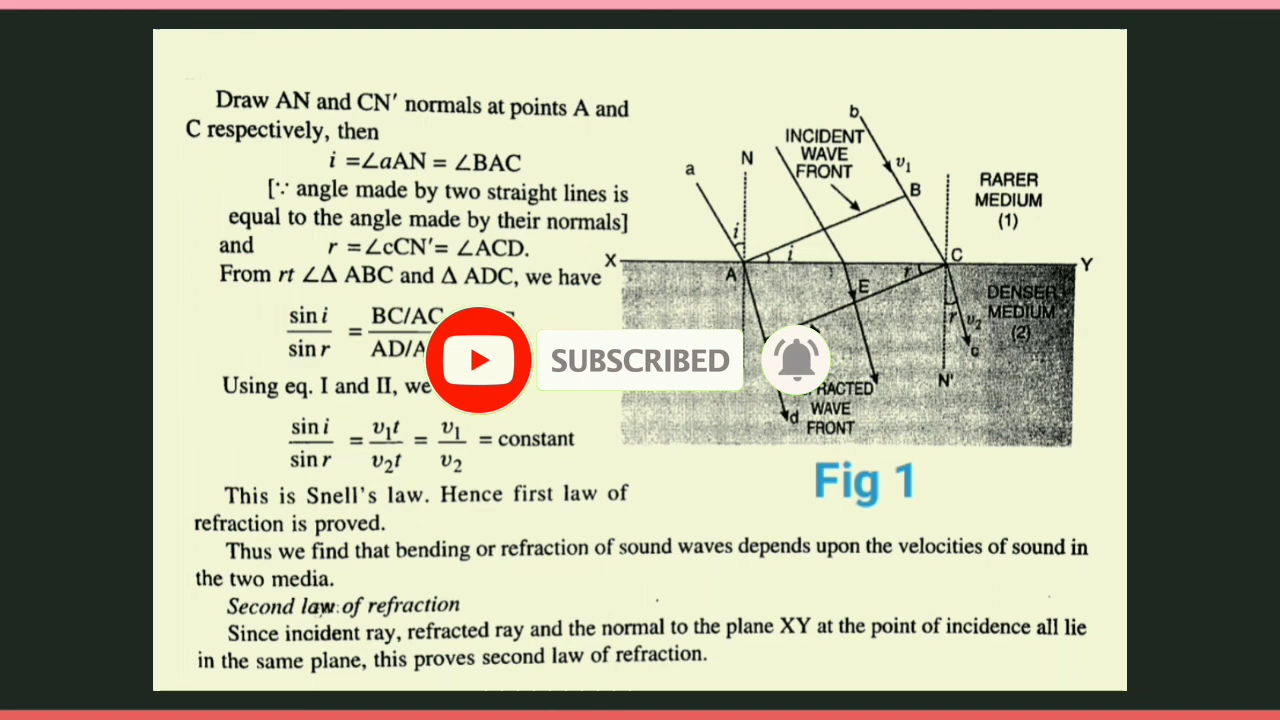 Draw AN and CN′ normals at points A and
C respectively, then
i =∠aAN = ∠BAC
[∵ angle made by two straight lines is
equal to the angle made by their normals]
and r =∠cCN′= ∠ACD.
From rt ∠Δ ABC and Δ ADC, we have
sin i / sin r = BC/AC / AD/A
Using eq. I and II, we
sin i / sin r = v₁t / v₂t = v₁ / v₂ = constant
This is Snell's law. Hence first law of
refraction is proved.
Thus we find that bending or refraction of sound waves depends upon the velocities of sound in
the two media.
Second law of refraction
Since incident ray, refracted ray and the normal to the plane XY at the point of incidence all lie
in the same plane, this proves second law of refraction.
b
INCIDENT
WAVE
FRONT
v₁
N
a
B
RARER
MEDIUM
(1)
i
i
X
A
r
C
Y
E
DENSER
MEDIUM
(2)
r
v₂
c
N'
RACTED
WAVE
FRONT
d
Fig 1
SUBSCRIBED